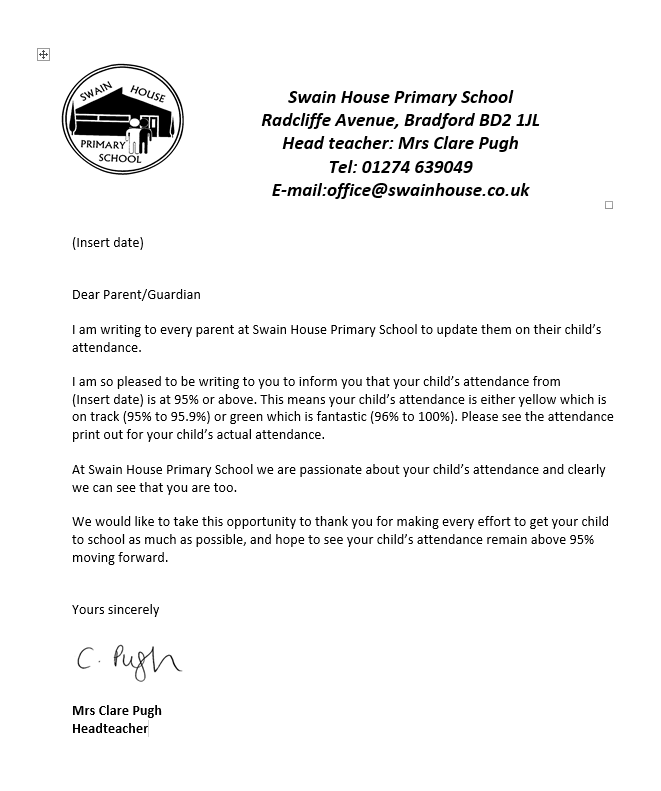 SWAIN HOUSE
PRIMARY
SCHOOL
Swain House Primary School
Radcliffe Avenue, Bradford BD2 1JL
Head teacher: Mrs Clare Pugh
Tel: 01274 639049
E-mail:office@swainhouse.co.uk
(Insert date)
Dear Parent/Guardian
I am writing to every parent at Swain House Primary School to update them on their child’s
attendance.
I am so pleased to be writing to you to inform you that your child’s attendance from
(Insert date) is at 95% or above. This means your child’s attendance is either yellow which is
on track (95% to 95.9%) or green which is fantastic (96% to 100%). Please see the attendance
print out for your child’s actual attendance.
At Swain House Primary School we are passionate about your child’s attendance and clearly
we can see that you are too.
We would like to take this opportunity to thank you for making every effort to get your child
to school as much as possible, and hope to see your child’s attendance remain above 95%
moving forward.
Yours sincerely
C. Pugh
Mrs Clare Pugh
Headteacher